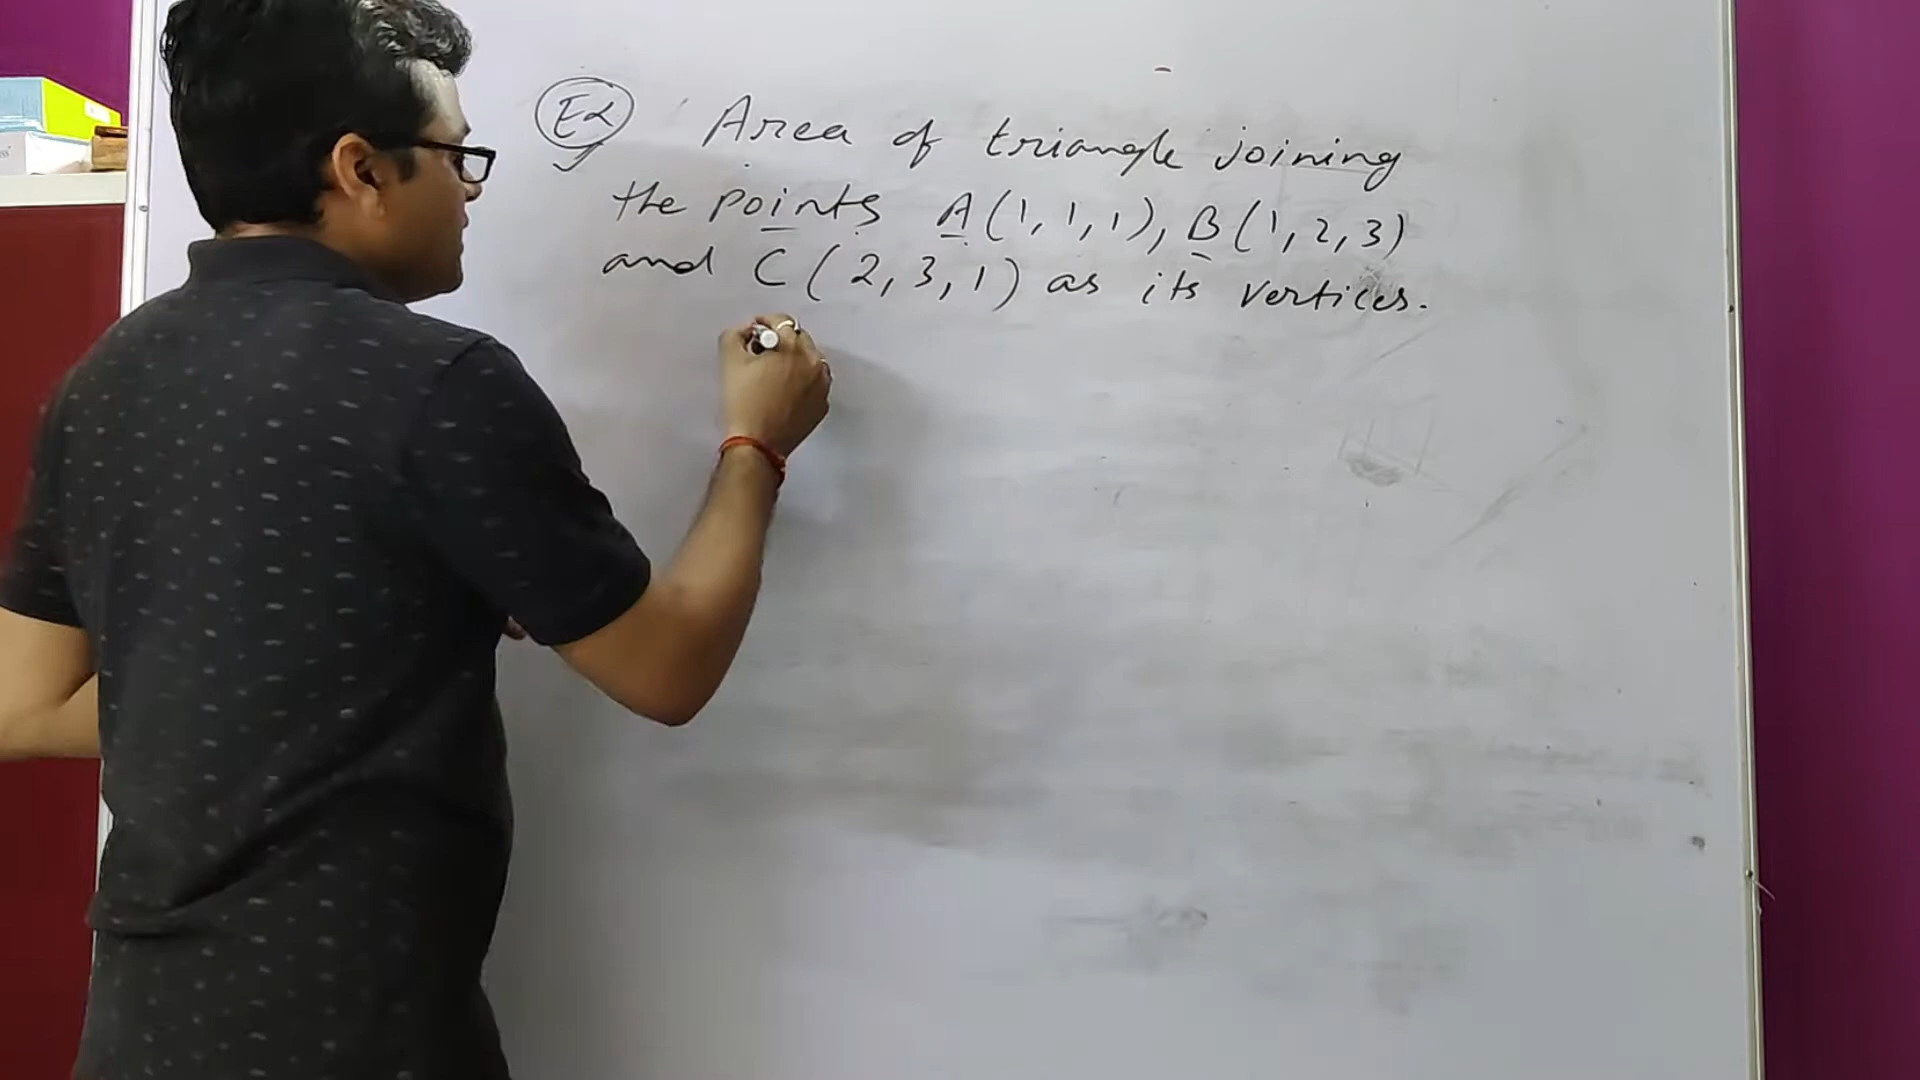 Ex Area of triangle joining
the points A(1,1,1), B(1,2,3)
and C(2,3,1) as its vertices.